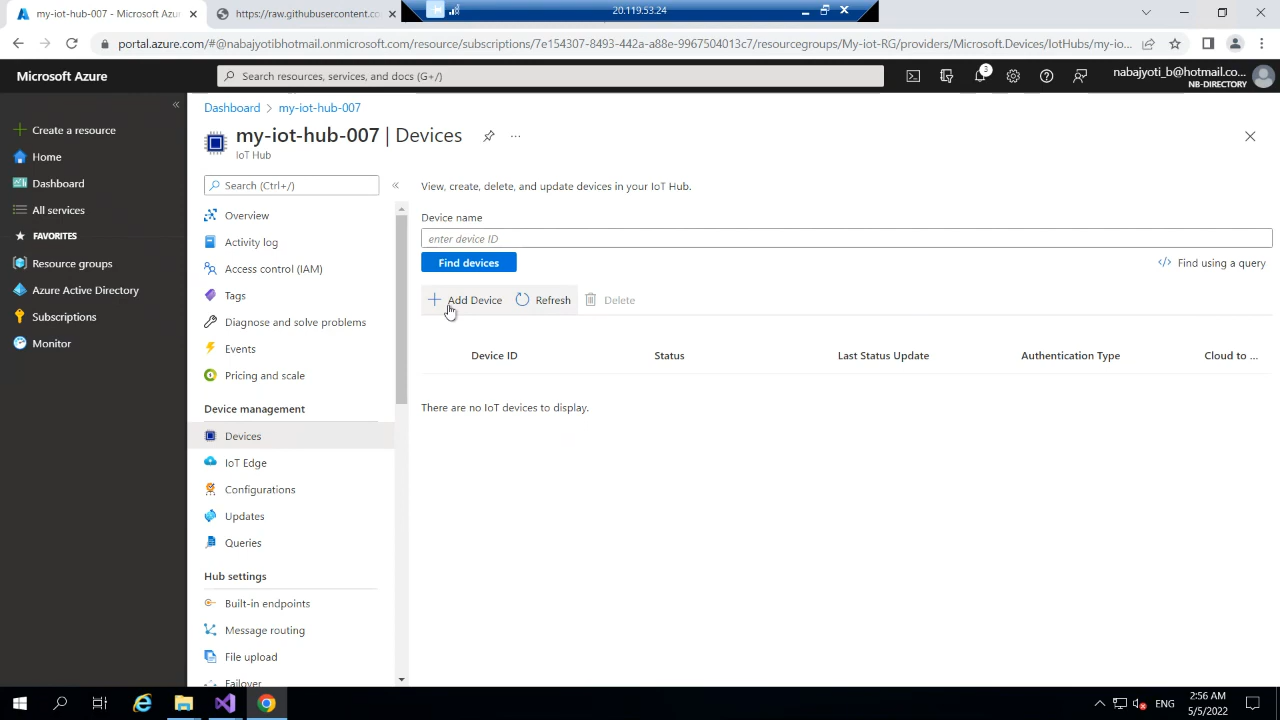 my-iot-hub-007 - Microsoft Azu
https://raw.githubusercontent.co
20.119.53.24
portal.azure.com/#@nabajyotibhotmail.onmicrosoft.com/resource/subscriptions/7e154307-8493-442a-a88e-9967504013c7/resourcegroups/My-iot-RG/providers/Microsoft.Devices/IotHubs/my-io...
Microsoft Azure
Search resources, services, and docs (G+/)
3
nabajyoti_b@hotmail.co...
NB-DIRECTORY
Create a resource
Home
Dashboard
All services
FAVORITES
Resource groups
Azure Active Directory
Subscriptions
Monitor
Dashboard > my-iot-hub-007
my-iot-hub-007 | Devices
IoT Hub
Search (Ctrl+/)
Overview
Activity log
Access control (IAM)
Tags
Diagnose and solve problems
Events
Pricing and scale
Device management
Devices
IoT Edge
Configurations
Updates
Queries
Hub settings
Built-in endpoints
Message routing
File upload
Failover
View, create, delete, and update devices in your IoT Hub.
Device name
enter device ID
Find devices
Find using a query
Add Device Refresh Delete
Device ID Status Last Status Update Authentication Type Cloud to ...
There are no IoT devices to display.
ENG
2:56 AM
5/5/2022